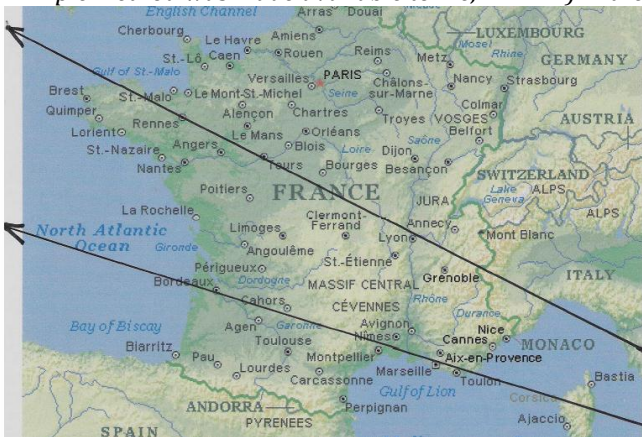 English Channel
Arras
Douai
Cherbourg
Amiens
LUXEMBOURG
Le Havre
Mosel
Rhine
St.-Lô
Caen
Rouen
Reims
Metz
GERMANY
Gulf of St.-Malo
Versailles
PARIS
Châlons-sur-Marne
Nancy
Strasbourg
Brest
St.-Malo
Le Mont-St.-Michel
Seine
Quimper
Rennes
Alençon
Chartres
Troyes
VOSGES
Colmar
Lorient
Le Mans
Orléans
Belfort
AUSTRIA
St.-Nazaire
Angers
Blois
Loire
Saône
Nantes
Tours
Bourges
Dijon
Besançon
SWITZERLAND
Poitiers
FRANCE
JURA
Lake Geneva
ALPS
La Rochelle
Clermont-Ferrand
Annecy
ALPS
North Atlantic Ocean
Limoges
Lyon
Mont Blanc
Gironde
Angoulême
St.-Étienne
Périgueux
Grenoble
ITALY
Bordeaux
Dordogne
MASSIF CENTRAL
Rhône
Cahors
CÉVENNES
Durance
Bay of Biscay
Agen
Garonne
Avignon
Nice
Biarritz
Toulouse
Nîmes
Cannes
MONACO
Pau
Montpellier
Aix-en-Provence
Lourdes
Marseille
Toulon
Carcassonne
Gulf of Lion
Bastia
Corsica
ANDORRA
Perpignan
Ajaccio
PYRENEES
SPAIN